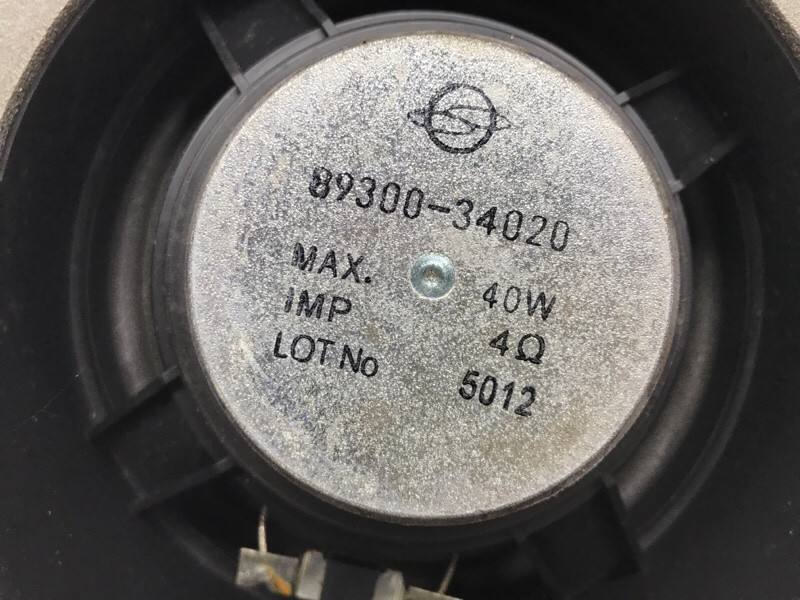 89300-34020
MAX. 40W
IMP 4Ω
LOT No 5012